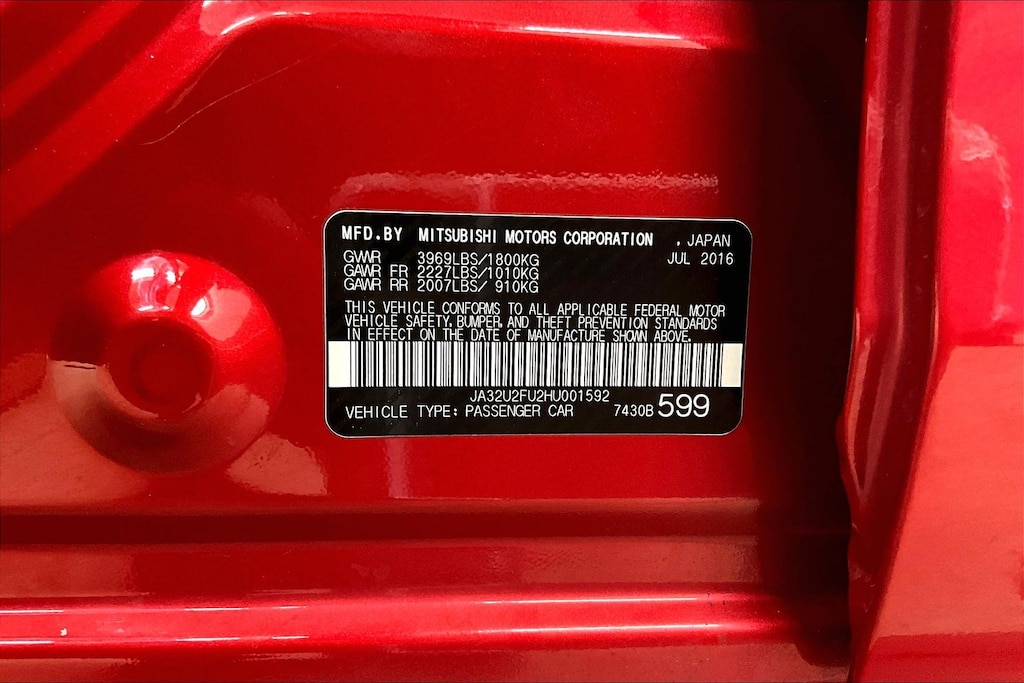 MFD.BY MITSUBISHI MOTORS CORPORATION , JAPAN
GVWR 3969LBS/1800KG JUL 2016
GAWR FR 2227LBS/1010KG
GAWR RR 2007LBS/ 910KG
THIS VEHICLE CONFORMS TO ALL APPLICABLE FEDERAL MOTOR
VEHICLE SAFETY, BUMPER, AND THEFT PREVENTION STANDARDS
IN EFFECT ON THE DATE OF MANUFACTURE SHOWN ABOVE.
JA32U2FU2HU001592
VEHICLE TYPE: PASSENGER CAR 7430B 599